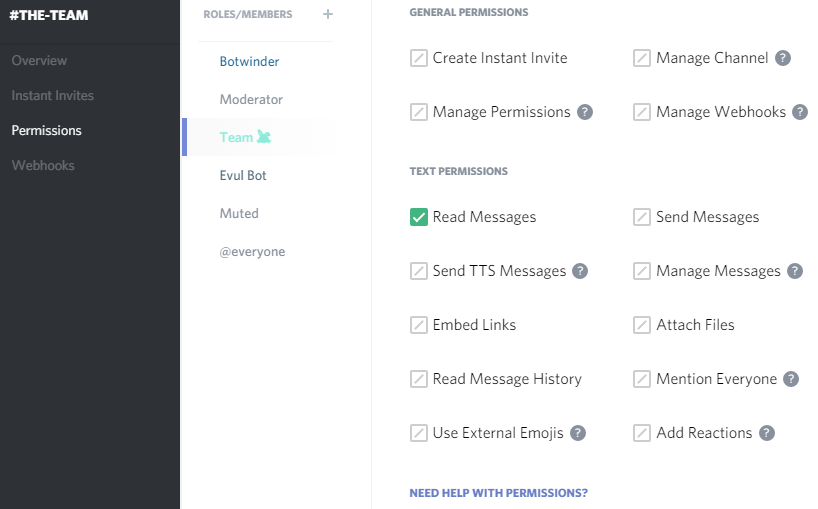 #THE-TEAM
Overview
Instant Invites
Permissions
Webhooks
ROLES/MEMBERS +
Botwinder
Moderator
Team
Evul Bot
Muted
@everyone
GENERAL PERMISSIONS
Create Instant Invite
Manage Channel ?
Manage Permissions ?
Manage Webhooks ?
TEXT PERMISSIONS
Read Messages
Send Messages
Send TTS Messages ?
Manage Messages ?
Embed Links
Attach Files
Read Message History
Mention Everyone ?
Use External Emojis ?
Add Reactions ?
NEED HELP WITH PERMISSIONS?